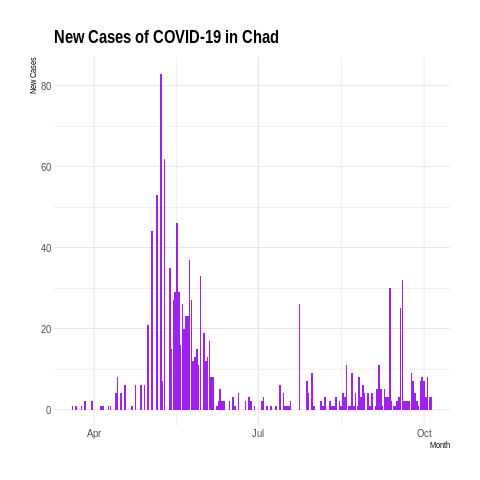 New Cases of COVID-19 in Chad
New Cases
80
60
40
20
0
Apr
Jul
Oct
Month